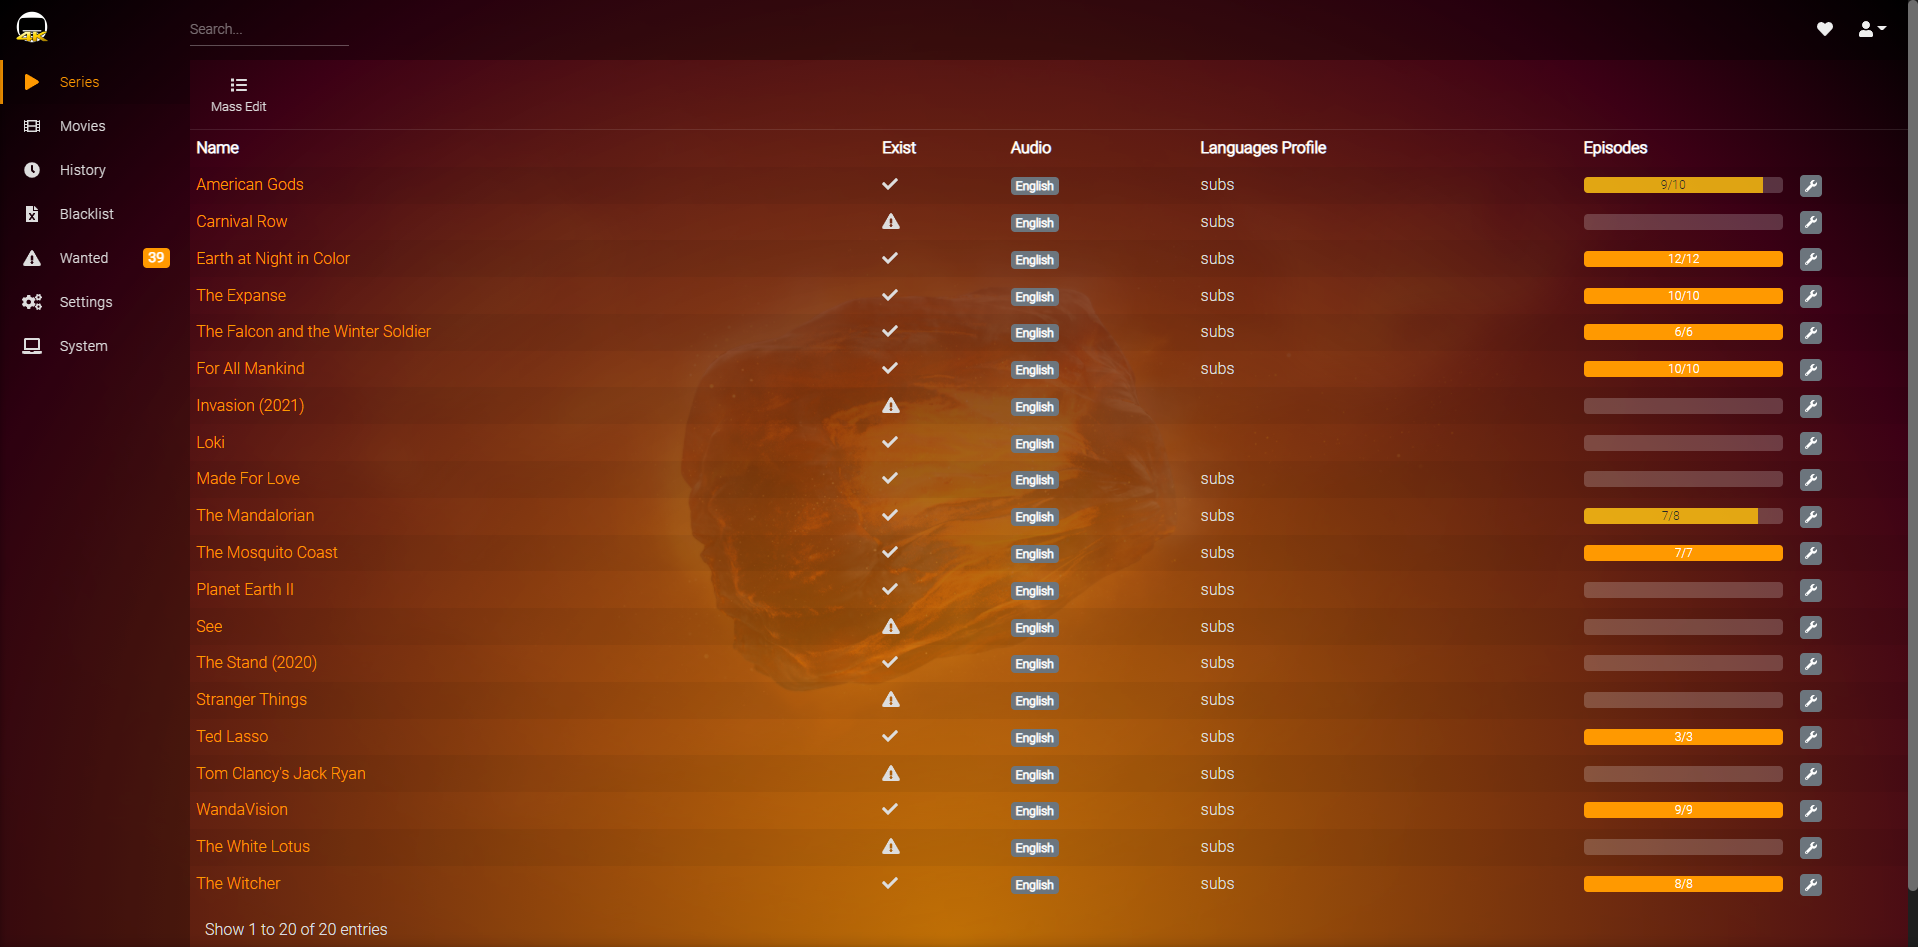 4K
Search...
Series
Movies
History
Blacklist
Wanted 39
Settings
System
Mass Edit
Name Exist Audio Languages Profile Episodes
American Gods English subs 9/10
Carnival Row English subs
Earth at Night in Color English subs 12/12
The Expanse English subs 10/10
The Falcon and the Winter Soldier English subs 6/6
For All Mankind English subs 10/10
Invasion (2021) English
Loki English
Made For Love English subs
The Mandalorian English subs 7/8
The Mosquito Coast English subs 7/7
Planet Earth II English subs
See English subs
The Stand (2020) English subs
Stranger Things English subs
Ted Lasso English subs 3/3
Tom Clancy's Jack Ryan English subs
WandaVision English subs 9/9
The White Lotus English subs
The Witcher English subs 8/8
Show 1 to 20 of 20 entries